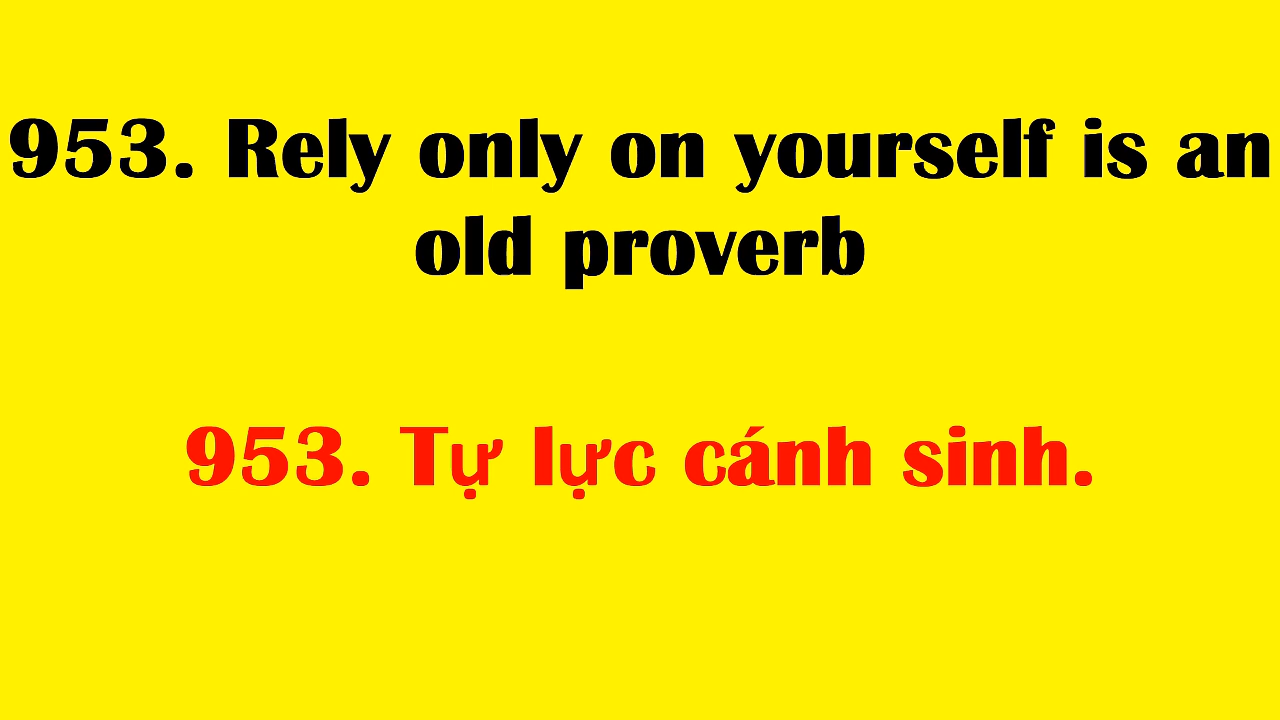 953. Rely only on yourself is an
old proverb
953. Tự lực cánh sinh.